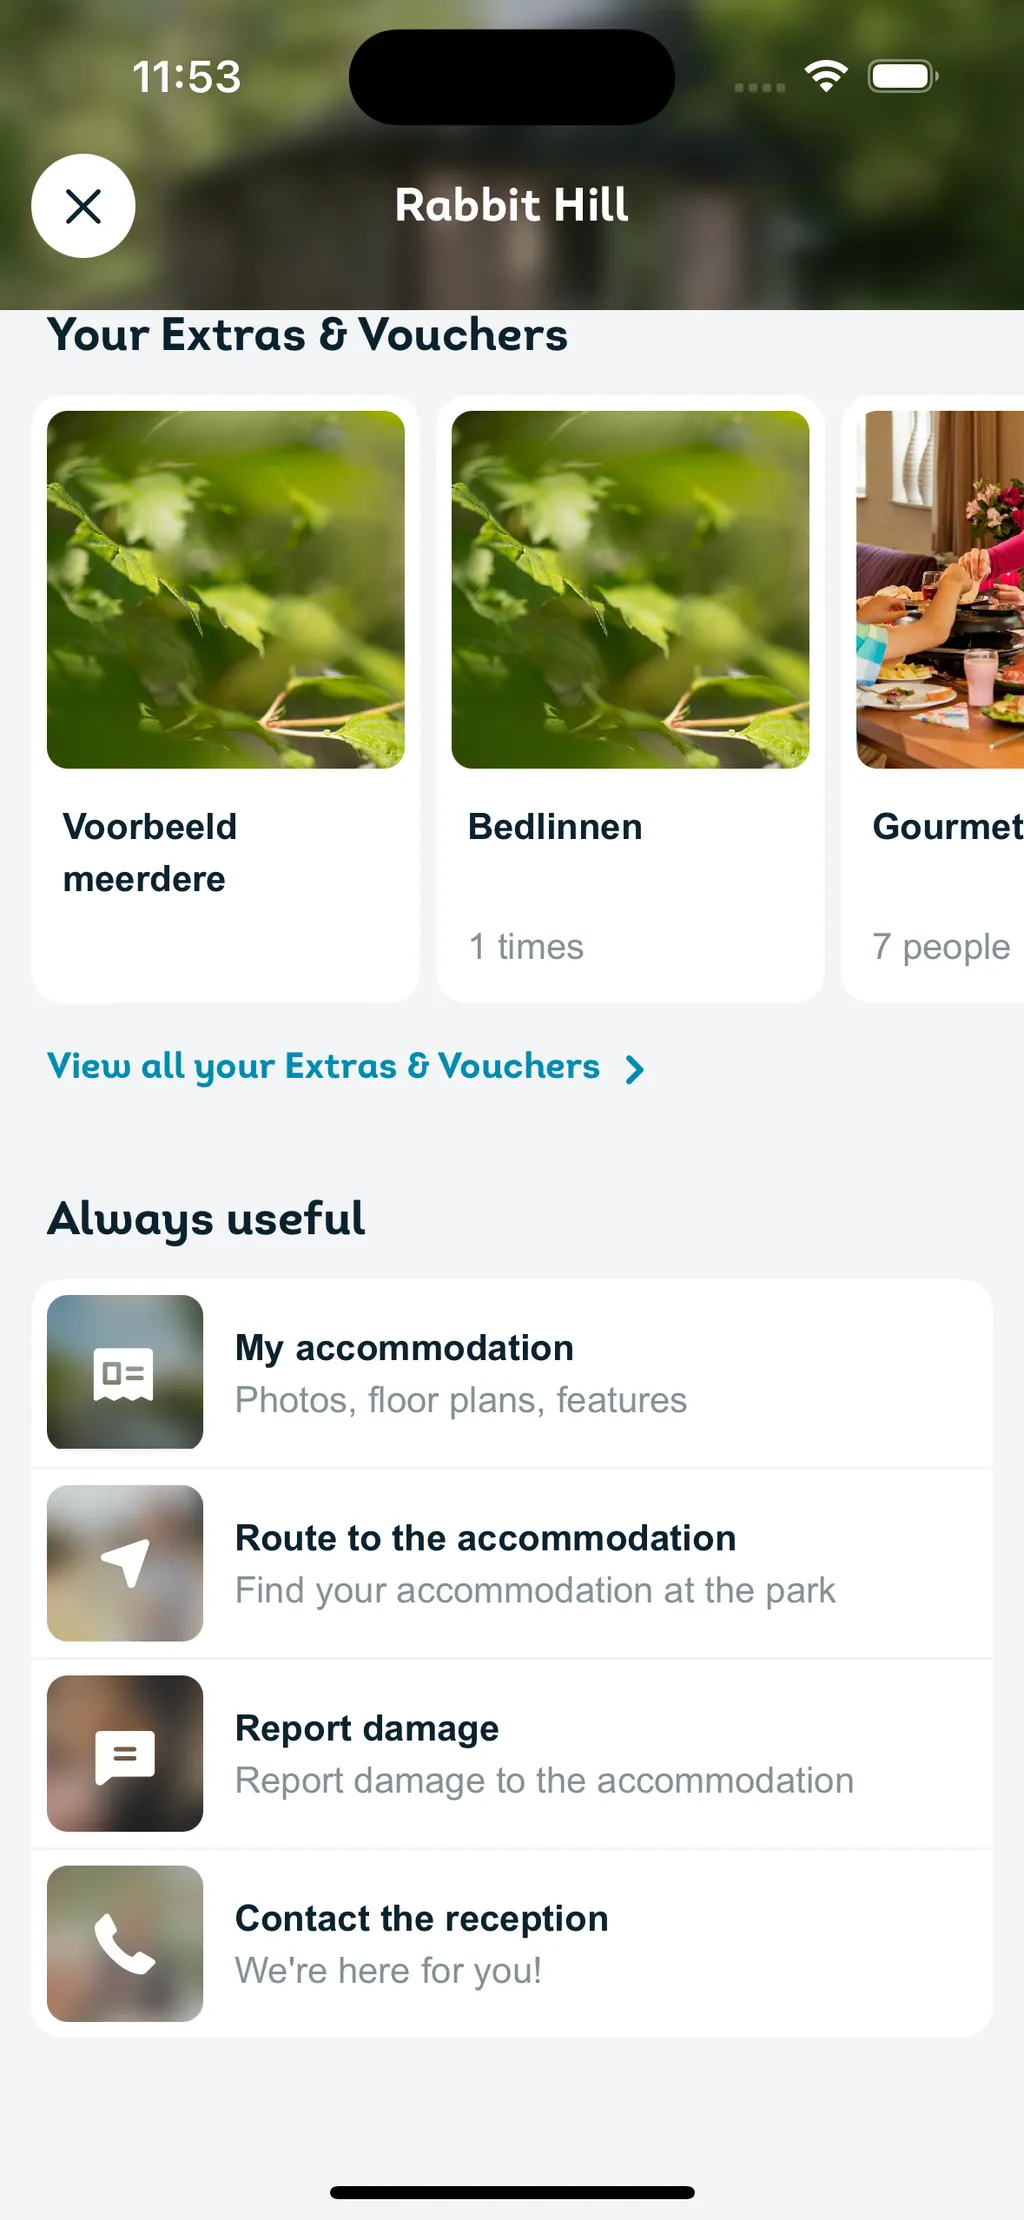 11:53
Rabbit Hill
Your Extras & Vouchers
Voorbeeld
meerdere
Bedlinnen
1 times
Gourmet
7 people
View all your Extras & Vouchers
Always useful
My accommodation
Photos, floor plans, features
Route to the accommodation
Find your accommodation at the park
Report damage
Report damage to the accommodation
Contact the reception
We're here for you!